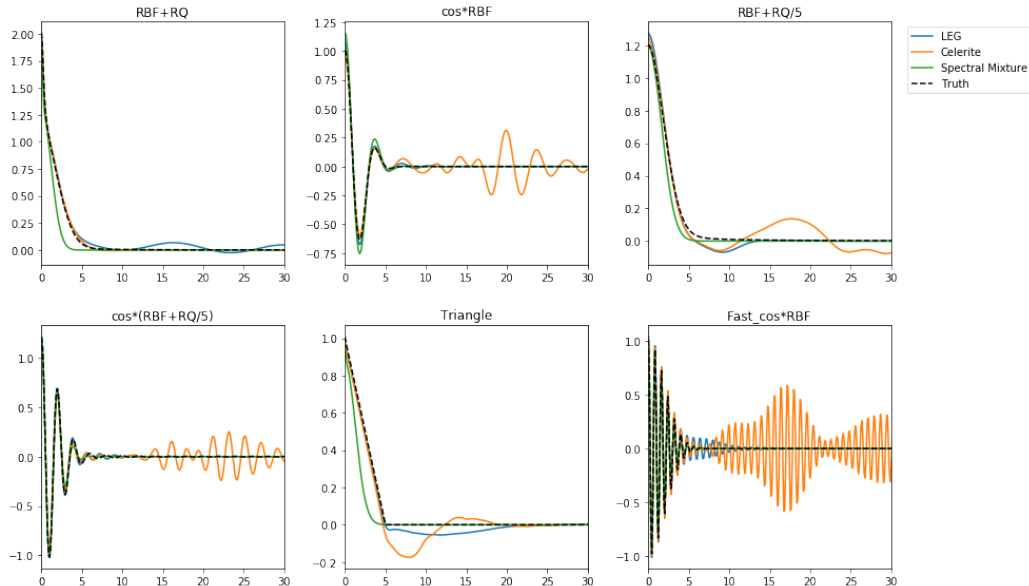 RBF+RQ
cos*RBF
RBF+RQ/5
LEG
Celerite
Spectral Mixture
Truth
2.00
1.75
1.50
1.25
1.00
0.75
0.50
0.25
0.00
0 5 10 15 20 25 30
1.25
1.00
0.75
0.50
0.25
0.00
−0.25
−0.50
−0.75
0 5 10 15 20 25 30
1.2
1.0
0.8
0.6
0.4
0.2
0.0
0 5 10 15 20 25 30
cos*(RBF+RQ/5)
Triangle
Fast_cos*RBF
1.0
0.5
0.0
−0.5
−1.0
0 5 10 15 20 25 30
1.0
0.8
0.6
0.4
0.2
0.0
−0.2
0 5 10 15 20 25 30
1.0
0.5
0.0
−0.5
−1.0
0 5 10 15 20 25 30